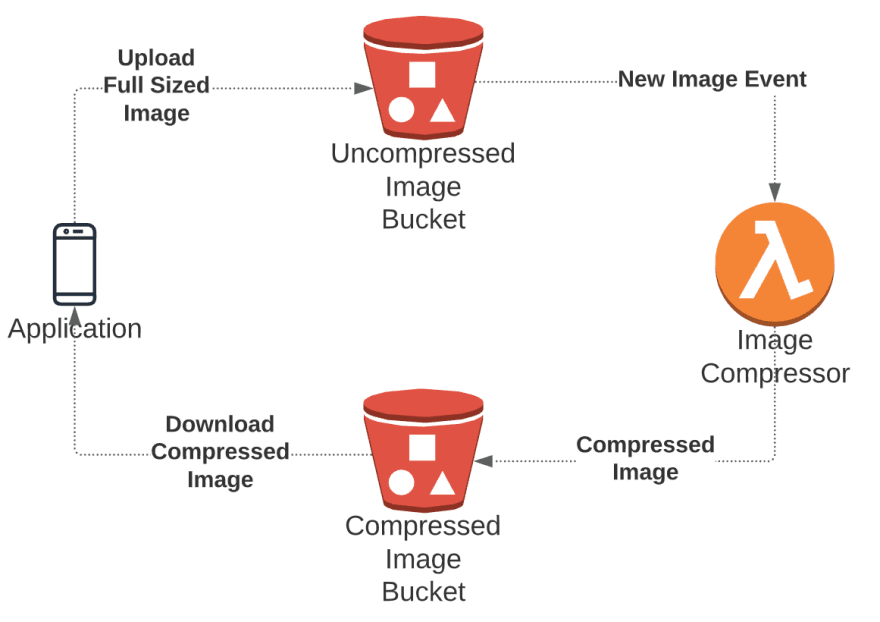 Upload
Full Sized
Image
New Image Event
Uncompressed
Image
Bucket
Application
Image
Compressor
Download
Compressed
Image
Compressed
Image
Compressed
Image
Bucket